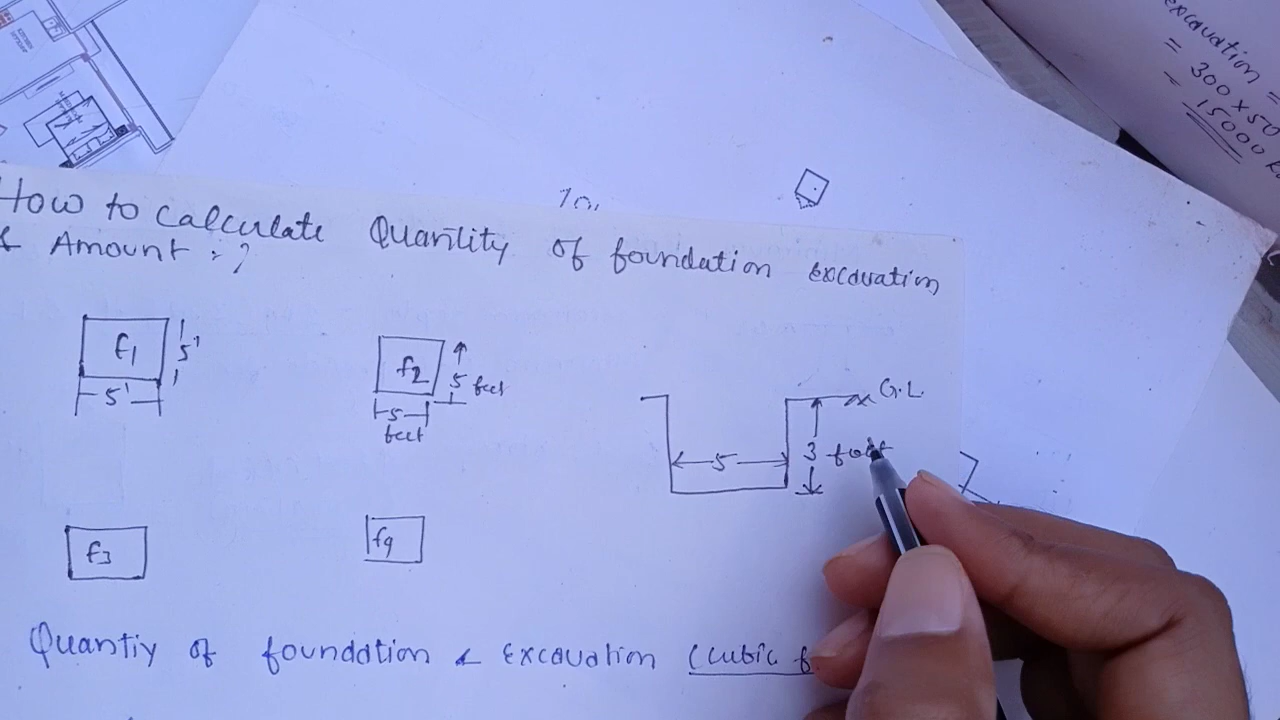 excavation =
= 300 x 50
= 15000
How to calculate Quantity of foundation excavation
& Amount :-?
f1 5'
5'
f2 5 feet
5
feet
G.L.
5 3 foot
f3 f4
Quantiy of foundation & Excavation (cubic f